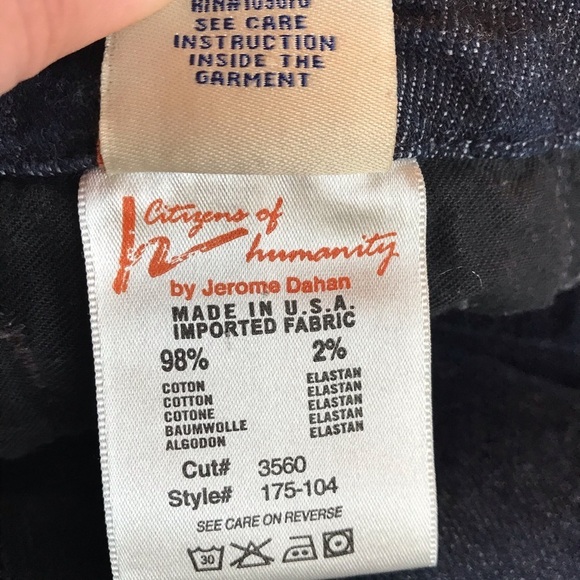 SEE CARE
INSTRUCTION
INSIDE THE
GARMENT
Citizens of
humanity
by Jerome Dahan
MADE IN U.S.A.
IMPORTED FABRIC
98% 2%
COTON ELASTAN
COTTON ELASTAN
COTONE ELASTAN
BAUMWOLLE ELASTAN
ALGODON ELASTAN
Cut# 3560
Style# 175-104
SEE CARE ON REVERSE
30